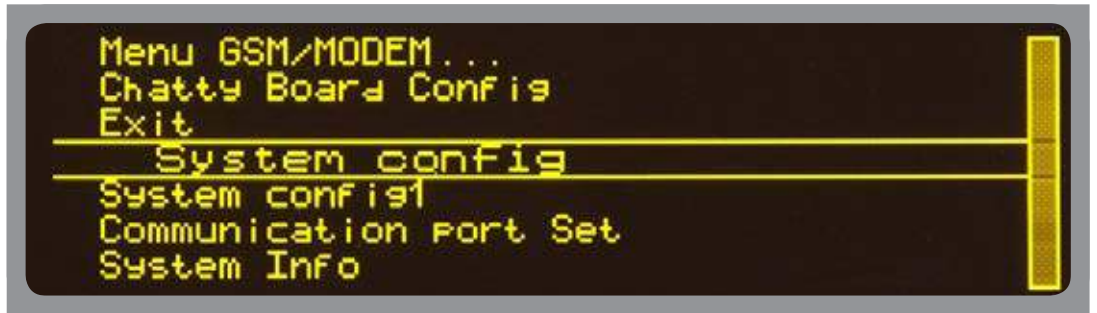 Menu GSM/MODEM...
Chatty Board Config
Exit
System config
System config1
Communication port Set
System Info